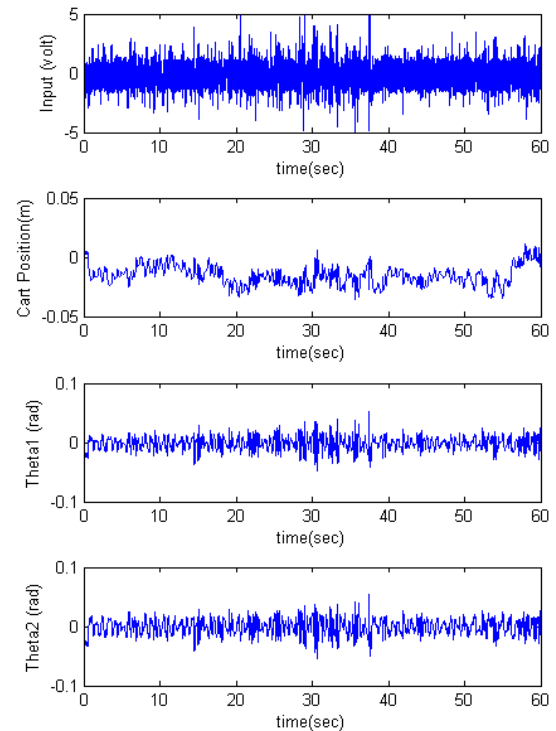 5
0
-5
Input (volt)
0 10 20 30 40 50 60
time(sec)
0.05
0
-0.05
Cart Position(m)
0 10 20 30 40 50 60
time(sec)
0.1
0
-0.1
Theta1 (rad)
0 10 20 30 40 50 60
time(sec)
0.1
0
-0.1
Theta2 (rad)
0 10 20 30 40 50 60
time(sec)